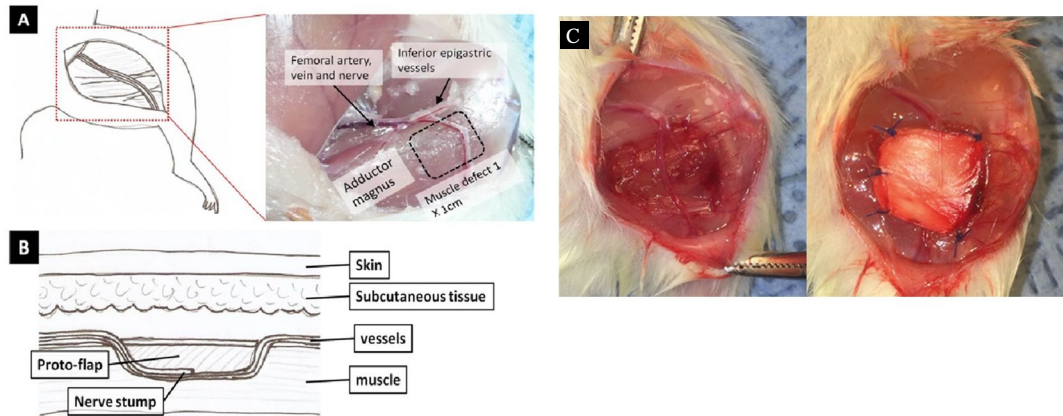 A
Femoral artery,
vein and nerve
Inferior epigastric
vessels
Adductor
magnus
Muscle defect 1
X 1cm
B
Skin
Subcutaneous tissue
vessels
Proto-flap
muscle
Nerve stump
C